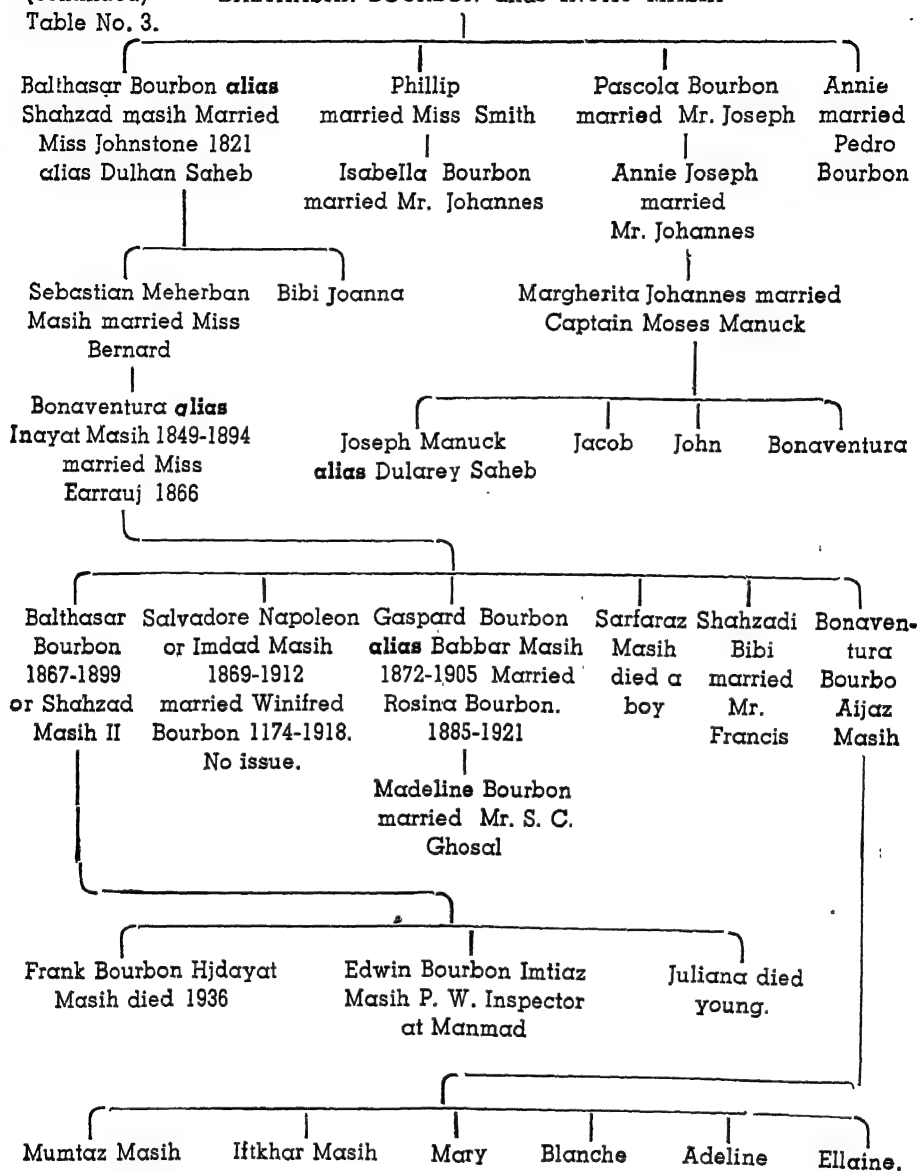 Table No. 3.
Balthasar Bourbon alias
Shahzad masih Married
Miss Johnstone 1821
alias Dulhan Saheb
Phillip
married Miss Smith
Isabella Bourbon
married Mr. Johannes
Pascola Bourbon
married Mr. Joseph
Annie Joseph
married
Mr. Johannes
Annie
married
Pedro
Bourbon
Sebastian Meherban
Masih married Miss
Bernard
Bibi Joanna
Margherita Johannes married
Captain Moses Manuck
Bonaventura alias
Inayat Masih 1849-1894
married Miss
Earrauj 1866
Joseph Manuck
alias Dularey Saheb
Jacob
John
Bonaventura
Balthasar
Bourbon
1867-1899
or Shahzad
Masih II
Salvadore Napoleon
or Imdad Masih
1869-1912
married Winifred
Bourbon 1174-1918.
No issue.
Gaspard Bourbon
alias Babbar Masih
1872-1905 Married
Rosina Bourbon.
1885-1921
Madeline Bourbon
married Mr. S. C.
Ghosal
Sarfaraz
Masih
died a
boy
Shahzadi
Bibi
married
Mr.
Francis
Bonaven-
tura
Bourbo
Aijaz
Masih
Frank Bourbon Hjdayat
Masih died 1936
Edwin Bourbon Imtiaz
Masih P. W. Inspector
at Manmad
Juliana died
young.
Mumtaz Masih
Iftkhar Masih
Mary
Blanche
Adeline
Ellaine.